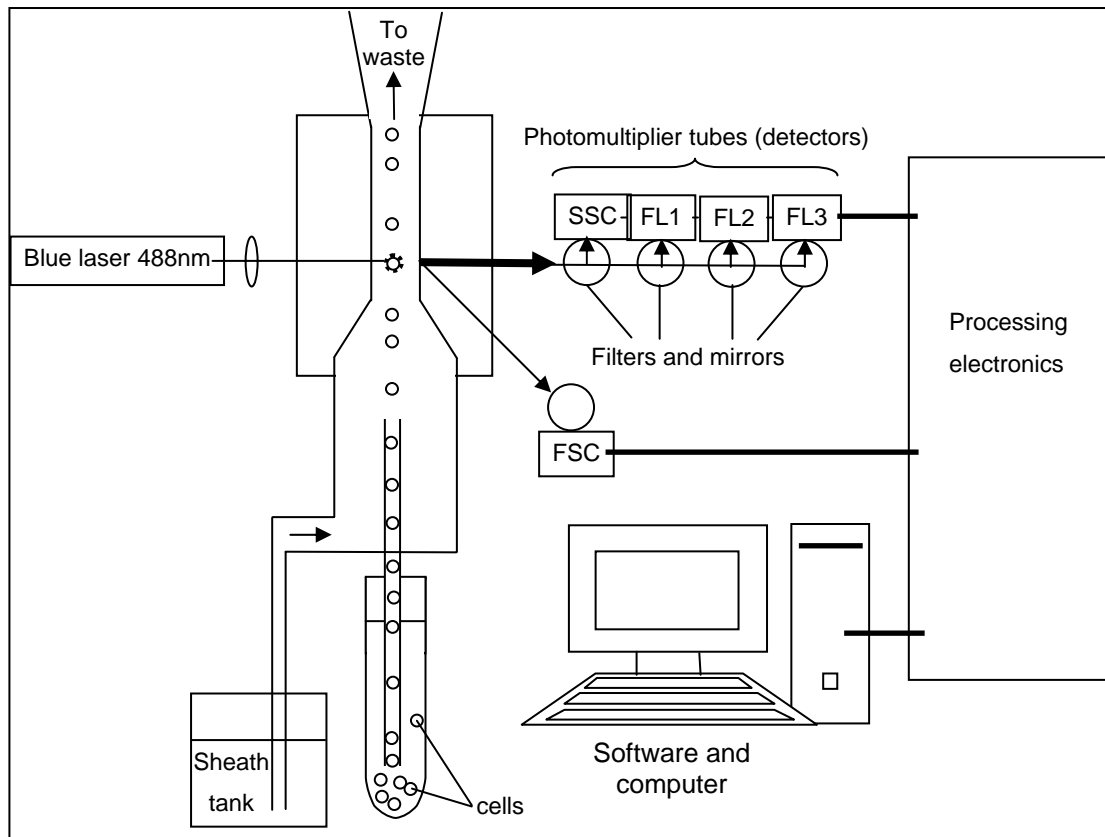 To
waste
Photomultiplier tubes (detectors)
SSC
FL1
FL2
FL3
Blue laser 488nm
Filters and mirrors
Processing
electronics
FSC
Sheath
tank
cells
Software and
computer